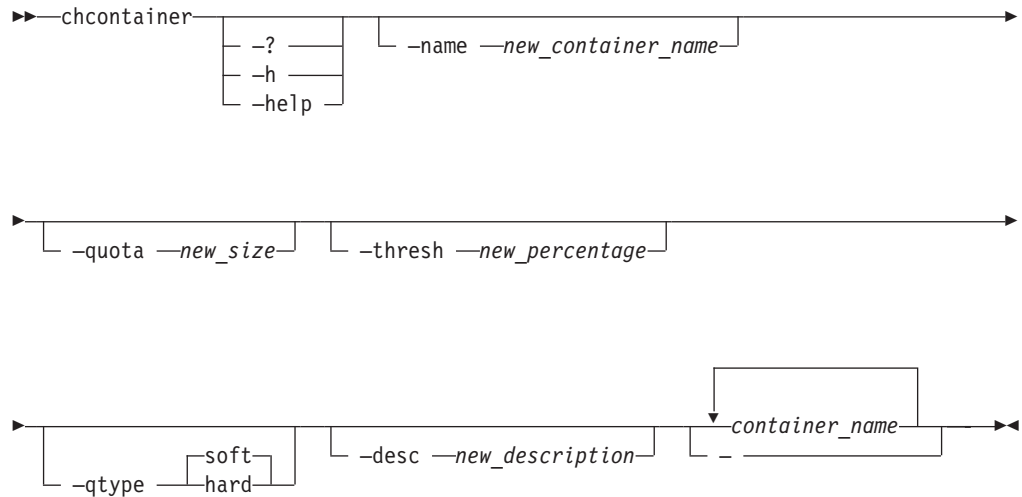 chcontainer
–?
–h
–help
–name new_container_name
–quota new_size
–thresh new_percentage
–qtype soft
hard
–desc new_description
container_name
–